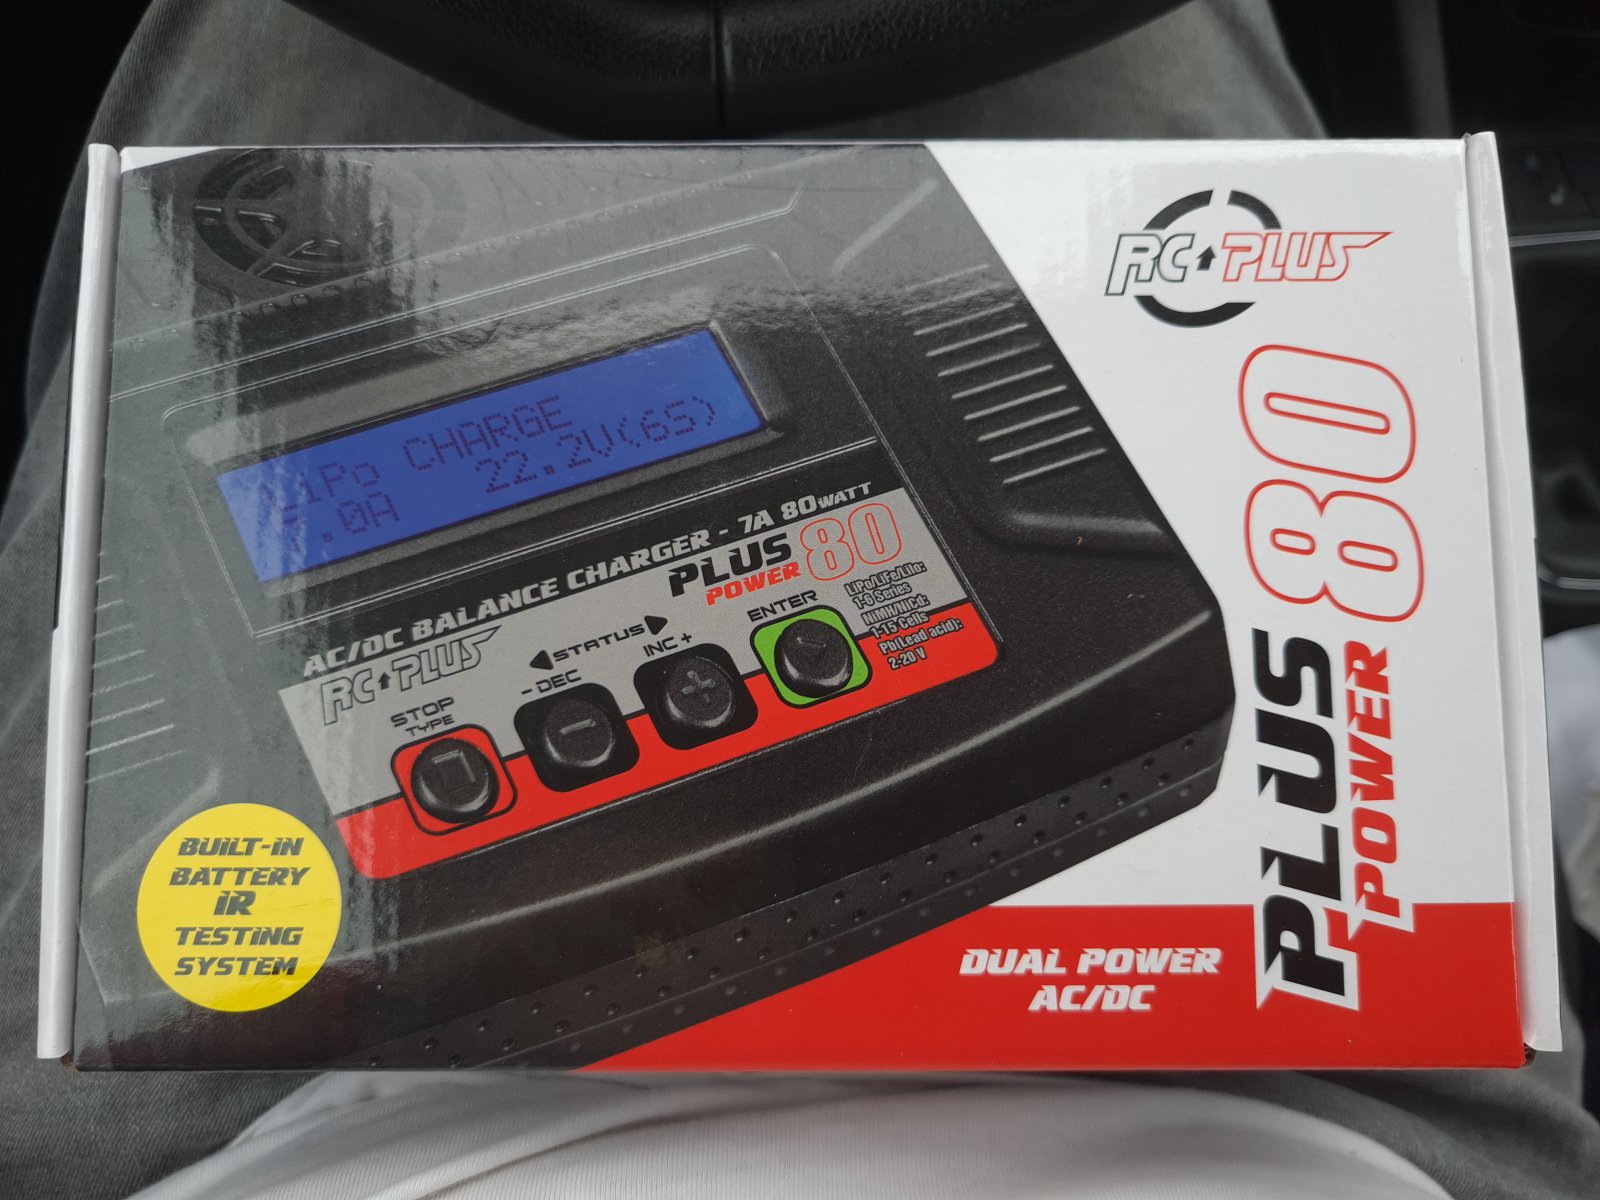 RC PLUS
LiPo CHARGE
.0A 22.2V(6S)
AC/DC BALANCE CHARGER - 7A 80WATT
RC PLUS
PLUS
POWER
80
STATUS
STOP
TYPE
- DEC
INC +
ENTER
LiPo/LiFe/LiIo:
1-6 Series
NiMH/NiCd:
1-15 Cells
Pb(Lead acid):
2-20 V
PLUS
POWER
80
BUILT-IN
BATTERY
IR
TESTING
SYSTEM
DUAL POWER
AC/DC